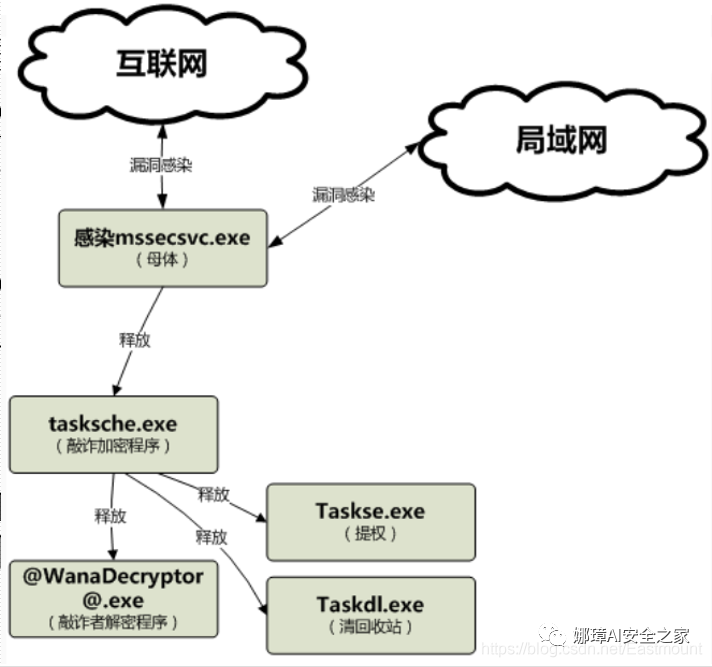 互联网
局域网
漏洞感染
漏洞感染
感染mssecsvc.exe
（母体）
释放
tasksche.exe
（敲诈加密程序）
释放
释放
释放
Taskse.exe
（提权）
@WanaDecryptor
@.exe
（敲诈者解密程序）
Taskdl.exe
（清回收站）
娜璋AI安全之家
https://blog.csdn.net/Eastmount